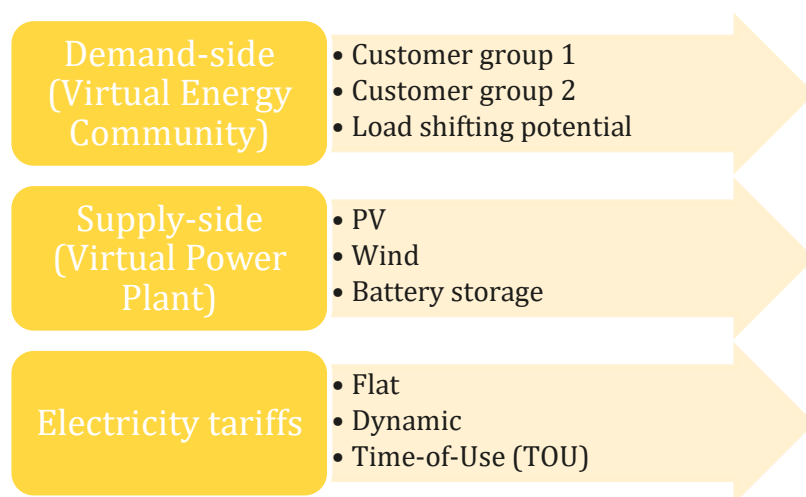 Demand-side
(Virtual Energy
Community)
• Customer group 1
• Customer group 2
• Load shifting potential
Supply-side
(Virtual Power
Plant)
• PV
• Wind
• Battery storage
Electricity tariffs
• Flat
• Dynamic
• Time-of-Use (TOU)